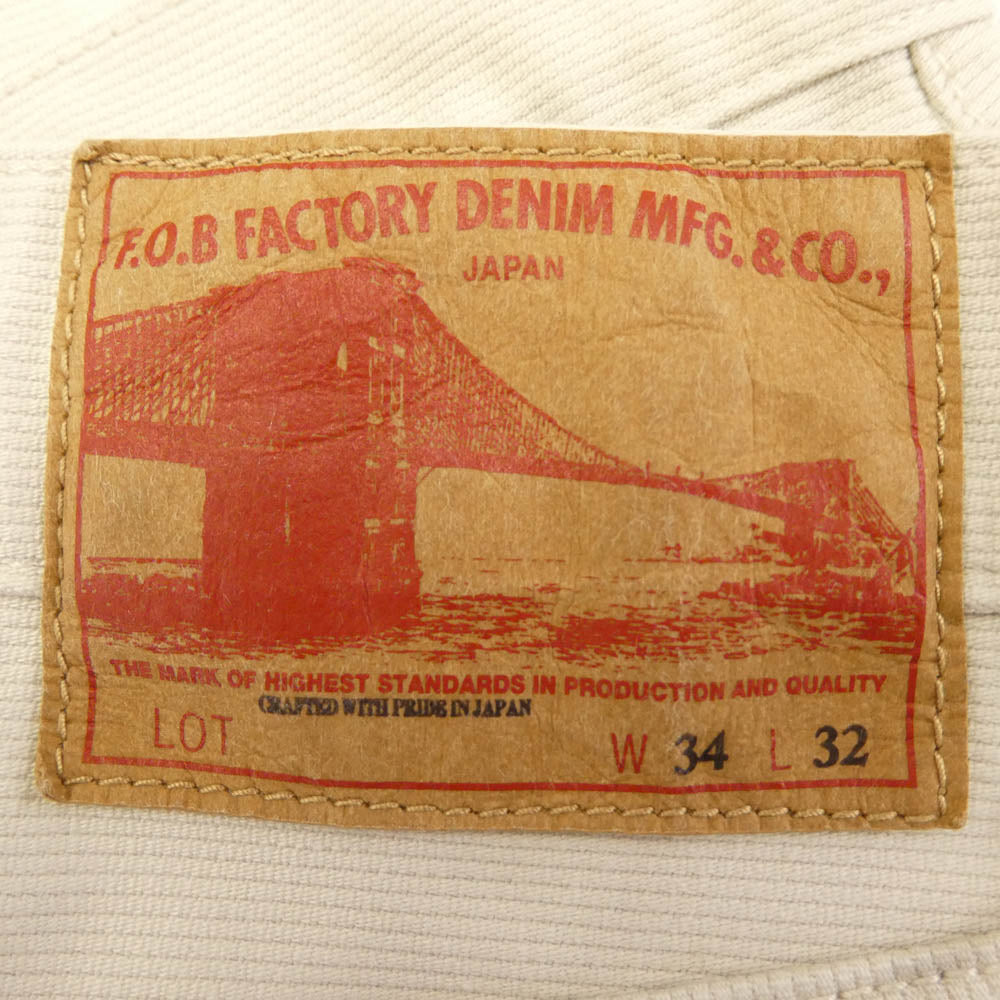 F.O.B FACTORY DENIM MFG. & CO.,
JAPAN
THE MARK OF HIGHEST STANDARDS IN PRODUCTION AND QUALITY
CRAFTED WITH PRIDE IN JAPAN
LOT
W 34 L 32